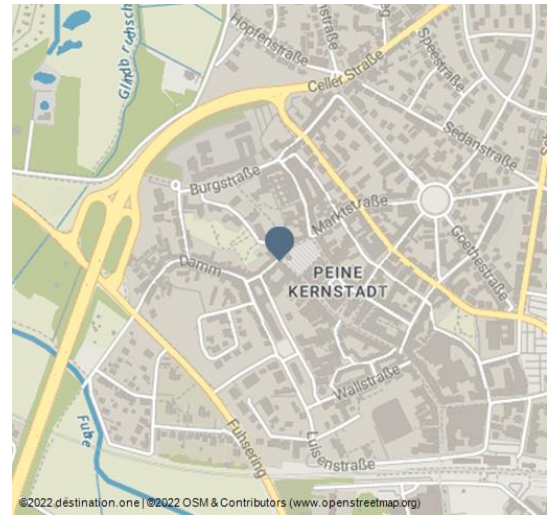 Hopfenstraße
Celler Straße
Speestraße
Sedanstraße
Burgstraße
Marktstraße
Goethestraße
Damm
PEINE
KERNSTADT
Wallstraße
Fuhsering
Luisenstraße
©2022 destination.one | ©2022 OSM & Contributors (www.openstreetmap.org)